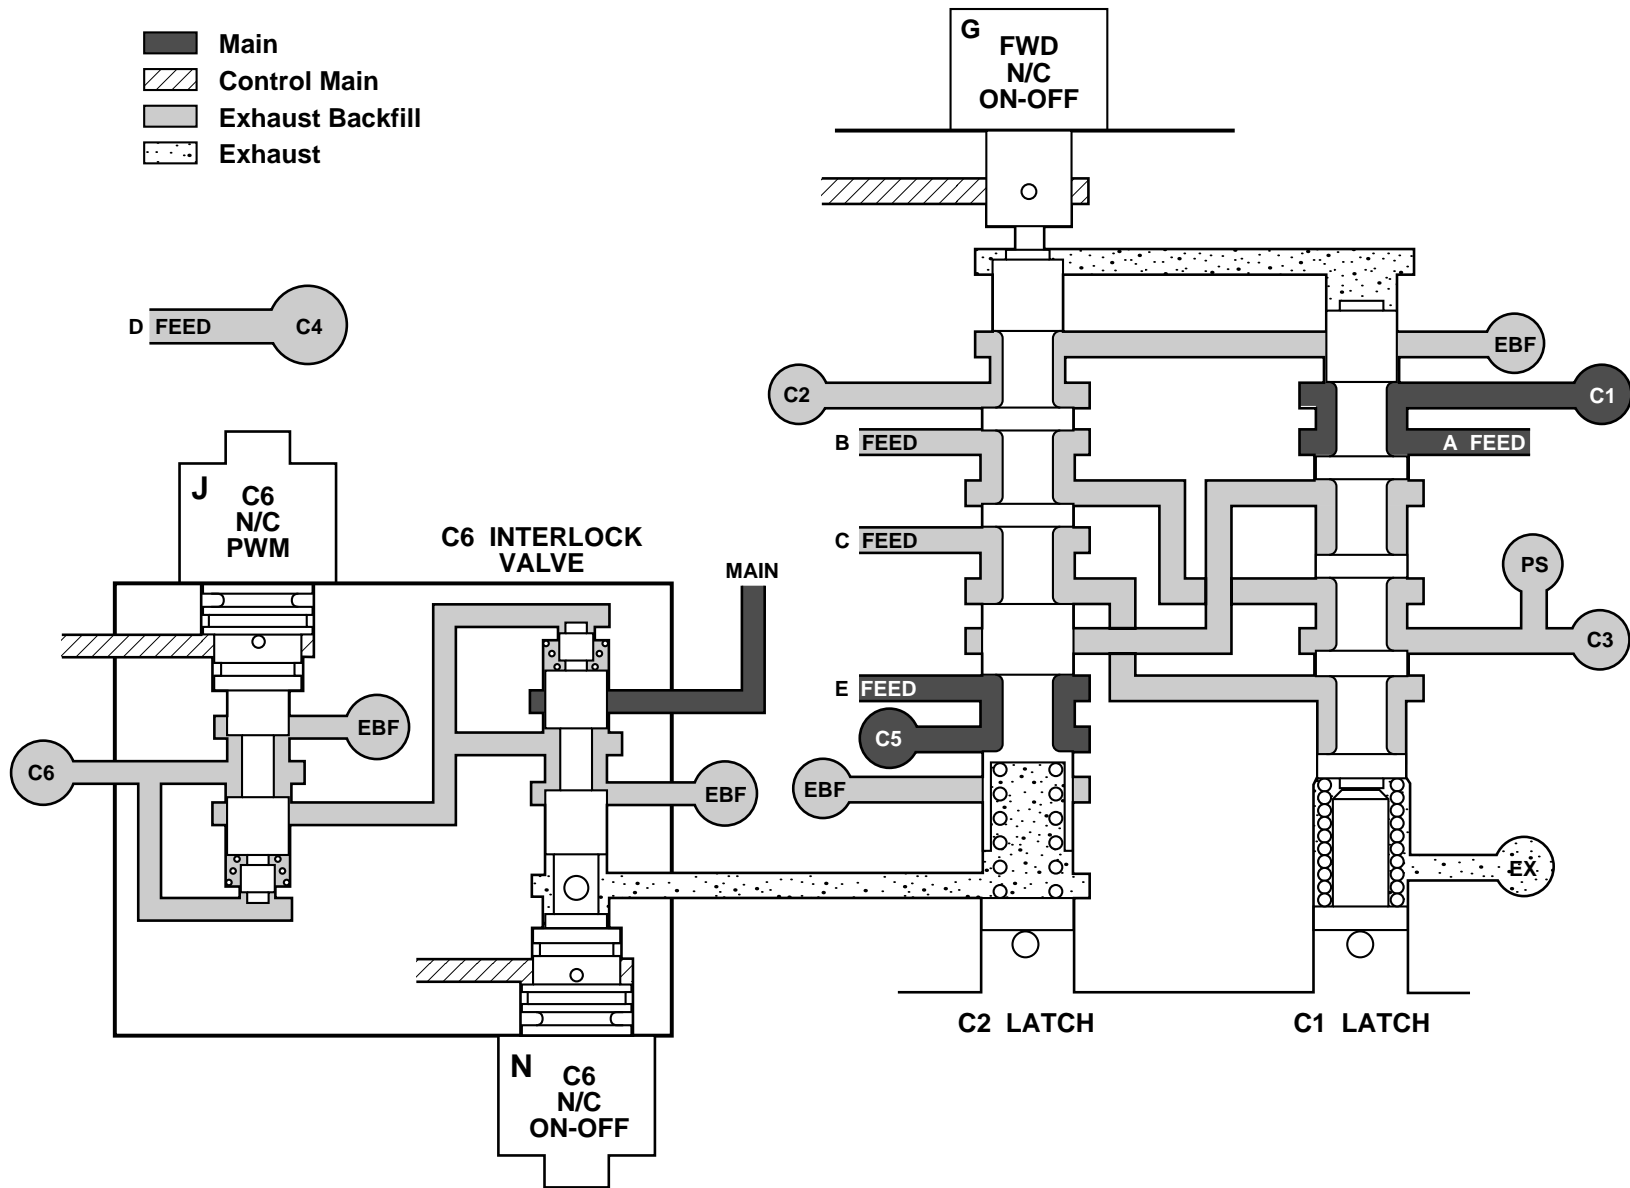 Main
Control Main
Exhaust Backfill
Exhaust
G
FWD
N/C
ON-OFF
D FEED
C4
EBF
C2
C1
B FEED
A FEED
J
C6
N/C
PWM
C6 INTERLOCK
VALVE
C FEED
MAIN
PS
C3
E FEED
C5
EBF
C6
EBF
EBF
EX
C2 LATCH
C1 LATCH
N
C6
N/C
ON-OFF